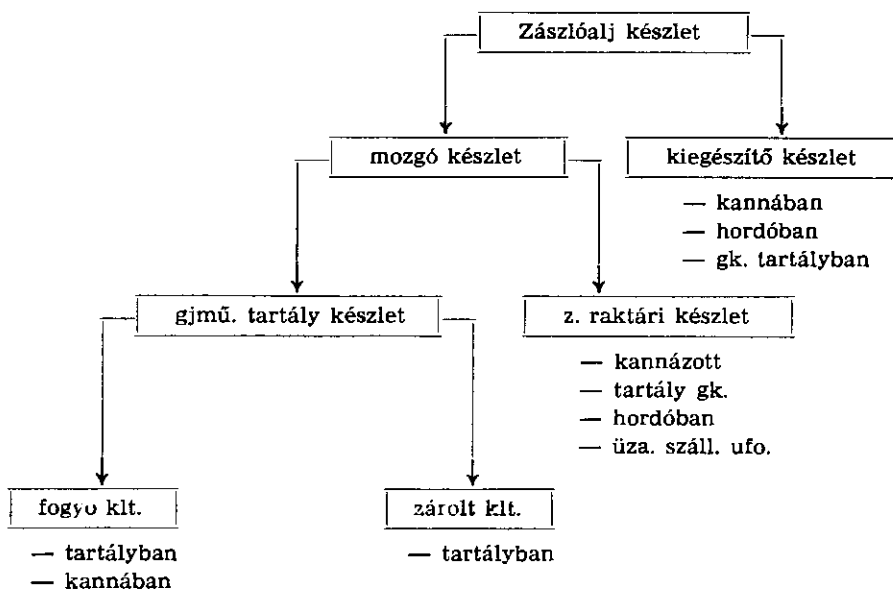 Zászlóalj készlet
mozgó készlet
kiegészítő készlet
— kannában
— hordóban
— gk. tartályban
gjmű. tartály készlet
z. raktári készlet
— kannázott
— tartály gk.
— hordóban
— üza. száll. ufo.
fogyo klt.
zárolt klt.
— tartályban
— kannában
— tartályban